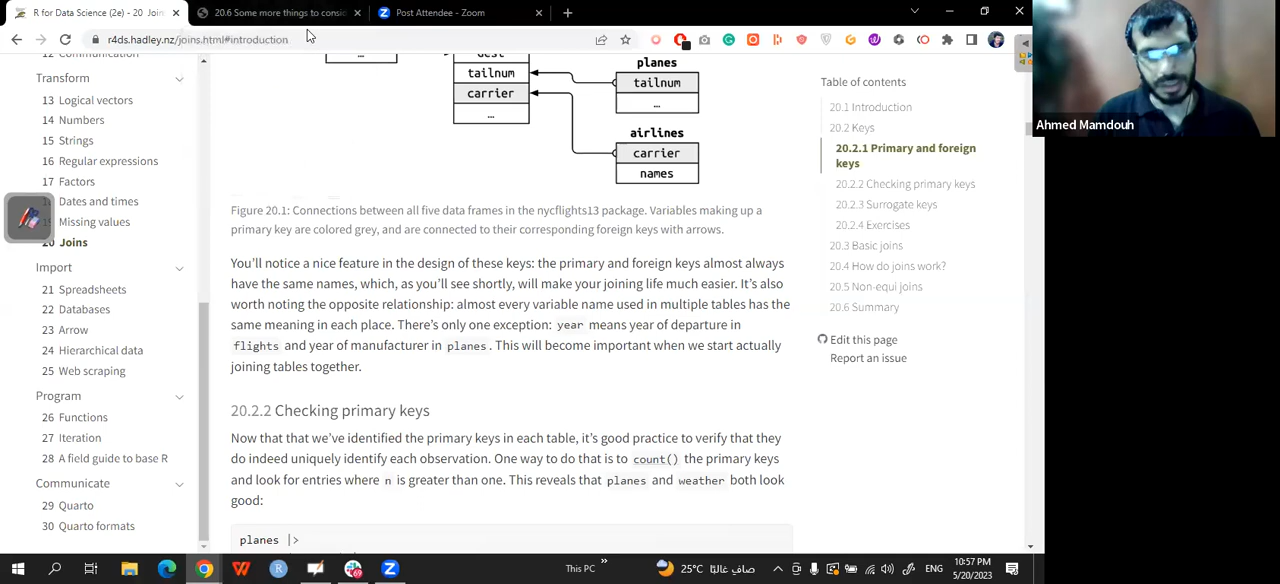 R for Data Science (2e) - 20 Join
20.6 Some more things to consi
Post Attendee - Zoom
r4ds.hadley.nz/joins.html#introduction
12 Communication
Transform
13 Logical vectors
14 Numbers
15 Strings
16 Regular expressions
17 Factors
Dates and times
Missing values
20 Joins
Import
21 Spreadsheets
22 Databases
23 Arrow
24 Hierarchical data
25 Web scraping
Program
26 Functions
27 Iteration
28 A field guide to base R
Communicate
29 Quarto
30 Quarto formats
…
dest
tailnum
carrier
…
planes
tailnum
…
airlines
carrier
names
Figure 20.1: Connections between all five data frames in the nycflights13 package. Variables making up a
primary key are colored grey, and are connected to their corresponding foreign keys with arrows.
You'll notice a nice feature in the design of these keys: the primary and foreign keys almost always
have the same names, which, as you'll see shortly, will make your joining life much easier. It's also
worth noting the opposite relationship: almost every variable name used in multiple tables has the
same meaning in each place. There's only one exception: year means year of departure in
flights and year of manufacturer in planes. This will become important when we start actually
joining tables together.
20.2.2 Checking primary keys
Now that that we've identified the primary keys in each table, it's good practice to verify that they
do indeed uniquely identify each observation. One way to do that is to count() the primary keys
and look for entries where n is greater than one. This reveals that planes and weather both look
good:
planes |>
Table of contents
20.1 Introduction
20.2 Keys
20.2.1 Primary and foreign
keys
20.2.2 Checking primary keys
20.2.3 Surrogate keys
20.2.4 Exercises
20.3 Basic joins
20.4 How do joins work?
20.5 Non-equi joins
20.6 Summary
Edit this page
Report an issue
Ahmed Mamdouh
This PC
25°C صافٍ غالبًا
ENG
10:57 PM
5/20/2023